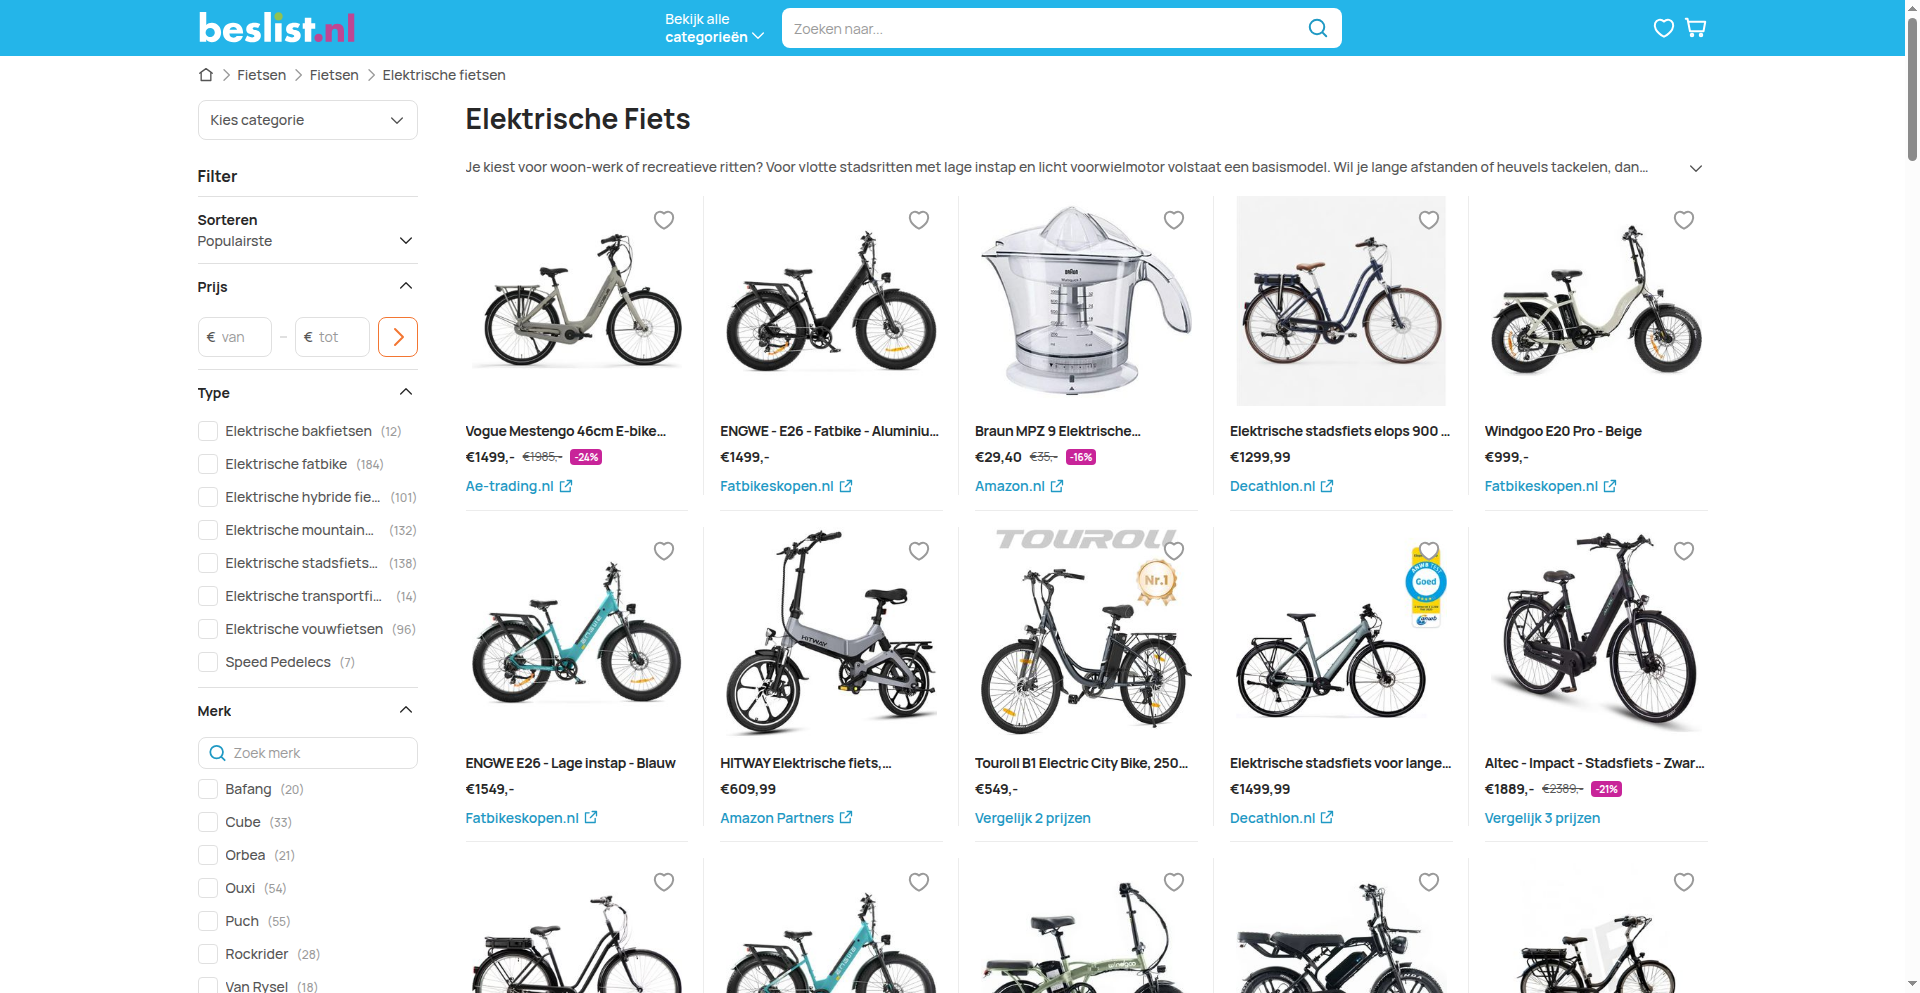 beslist.nl
Bekijk alle
categorieën
Zoeken naar...
Fietsen
Fietsen
Elektrische fietsen
Kies categorie
Filter
Sorteren
Populairste
Prijs
€ van
–
€ tot
Type
Elektrische bakfietsen (12)
Elektrische fatbike (184)
Elektrische hybride fie... (101)
Elektrische mountain... (132)
Elektrische stadsfiets... (138)
Elektrische transportfi... (14)
Elektrische vouwfietsen (96)
Speed Pedelecs (7)
Merk
Zoek merk
Bafang (20)
Cube (33)
Orbea (21)
Ouxi (54)
Puch (55)
Rockrider (28)
Van Rysel (18)
Elektrische Fiets
Je kiest voor woon-werk of recreatieve ritten? Voor vlotte stadsritten met lage instap en licht voorwielmotor volstaat een basismodel. Wil je lange afstanden of heuvels tackelen, dan...
Vogue Mestengo 46cm E-bike...
€1499,- €1985,- -24%
Ae-trading.nl
ENGWE - E26 - Fatbike - Aluminiu...
€1499,-
Fatbikeskopen.nl
BRAUN
Braun MPZ 9 Elektrische...
€29,40 €35,- -16%
Amazon.nl
Elektrische stadsfiets elops 900 ...
€1299,99
Decathlon.nl
Windgoo E20 Pro - Beige
€999,-
Fatbikeskopen.nl
ENGWE
ENGWE E26 - Lage instap - Blauw
€1549,-
Fatbikeskopen.nl
HITWAY
HITWAY Elektrische fiets,...
€609,99
Amazon Partners
TOUROLL
Nr.1
Touroll B1 Electric City Bike, 250...
€549,-
Vergelijk 2 prijzen
ANWB TEST
Goed
anwb
Elektrische stadsfiets voor lange...
€1499,99
Decathlon.nl
Altec - Impact - Stadsfiets - Zwar...
€1889,- €2389,- -21%
Vergelijk 3 prijzen
ENGWE
windgoo